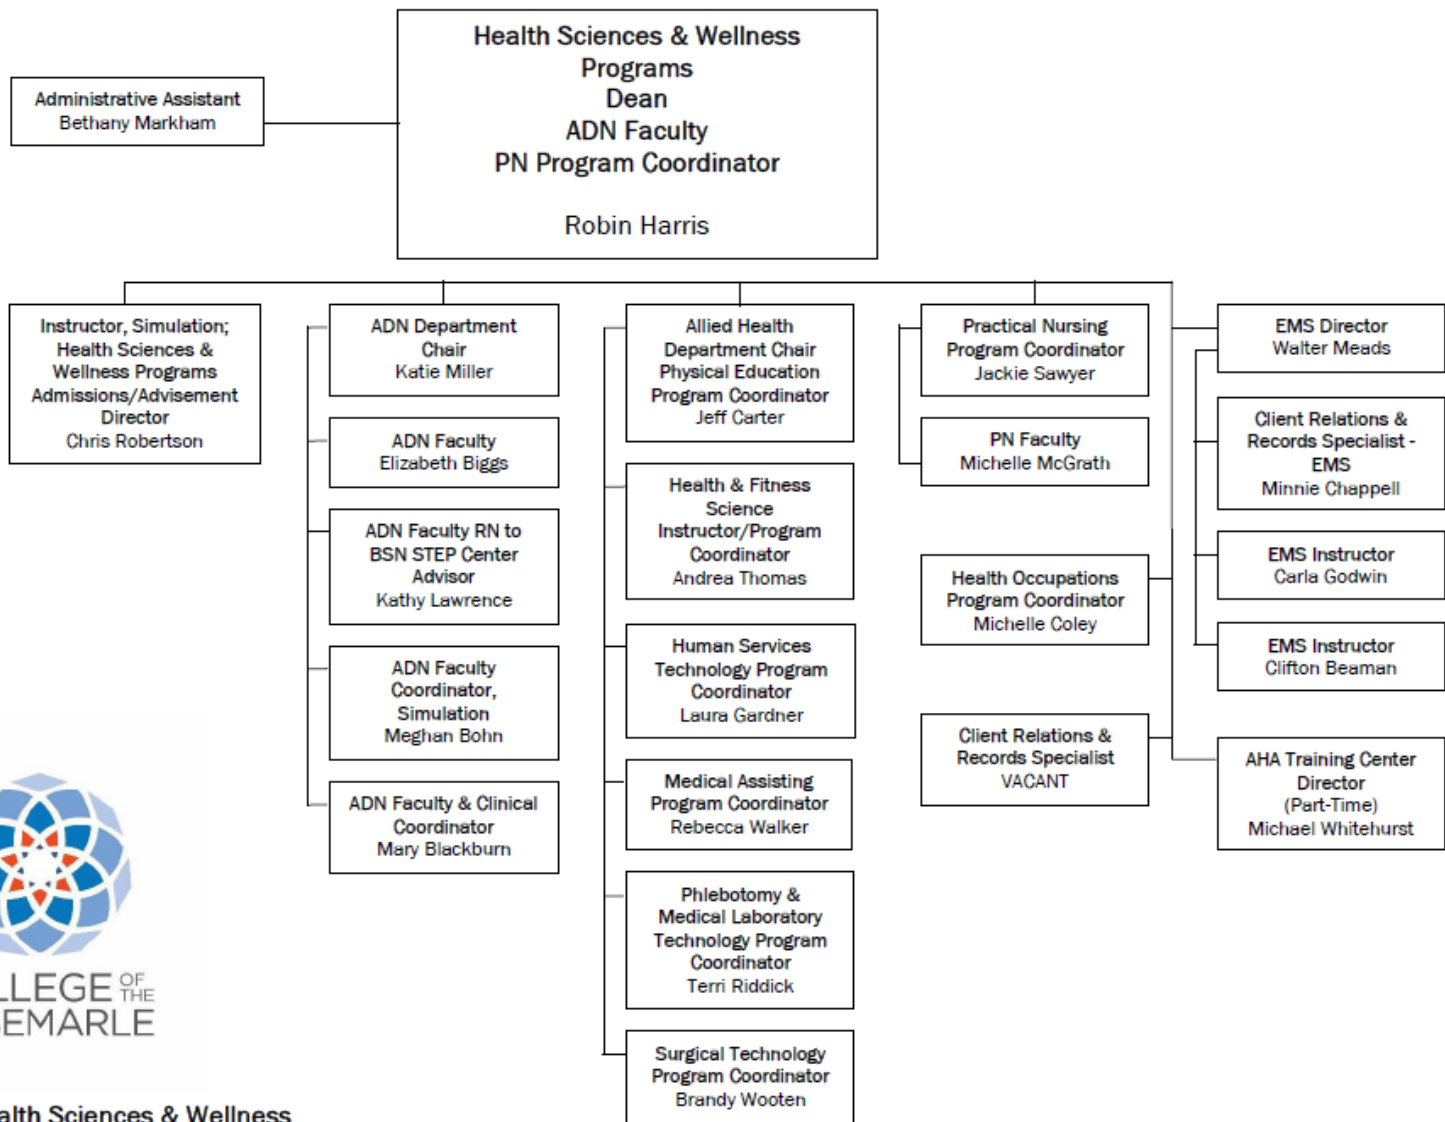 Health Sciences & Wellness
Programs
Dean
ADN Faculty
PN Program Coordinator
Robin Harris
Administrative Assistant
Bethany Markham
Instructor, Simulation;
Health Sciences &
Wellness Programs
Admissions/Advisement
Director
Chris Robertson
ADN Department
Chair
Katie Miller
ADN Faculty
Elizabeth Biggs
ADN Faculty RN to
BSN STEP Center
Advisor
Kathy Lawrence
ADN Faculty
Coordinator,
Simulation
Meghan Bohn
ADN Faculty & Clinical
Coordinator
Mary Blackburn
Allied Health
Department Chair
Physical Education
Program Coordinator
Jeff Carter
Health & Fitness
Science
Instructor/Program
Coordinator
Andrea Thomas
Human Services
Technology Program
Coordinator
Laura Gardner
Medical Assisting
Program Coordinator
Rebecca Walker
Phlebotomy &
Medical Laboratory
Technology Program
Coordinator
Terri Riddick
Surgical Technology
Program Coordinator
Brandy Wooten
Practical Nursing
Program Coordinator
Jackie Sawyer
PN Faculty
Michelle McGrath
Health Occupations
Program Coordinator
Michelle Coley
Client Relations &
Records Specialist
VACANT
EMS Director
Walter Meads
Client Relations &
Records Specialist -
EMS
Minnie Chappell
EMS Instructor
Carla Godwin
EMS Instructor
Clifton Beaman
AHA Training Center
Director
(Part-Time)
Michael Whitehurst
LLEGE OF THE
EMARLE
alth Sciences & Wellness